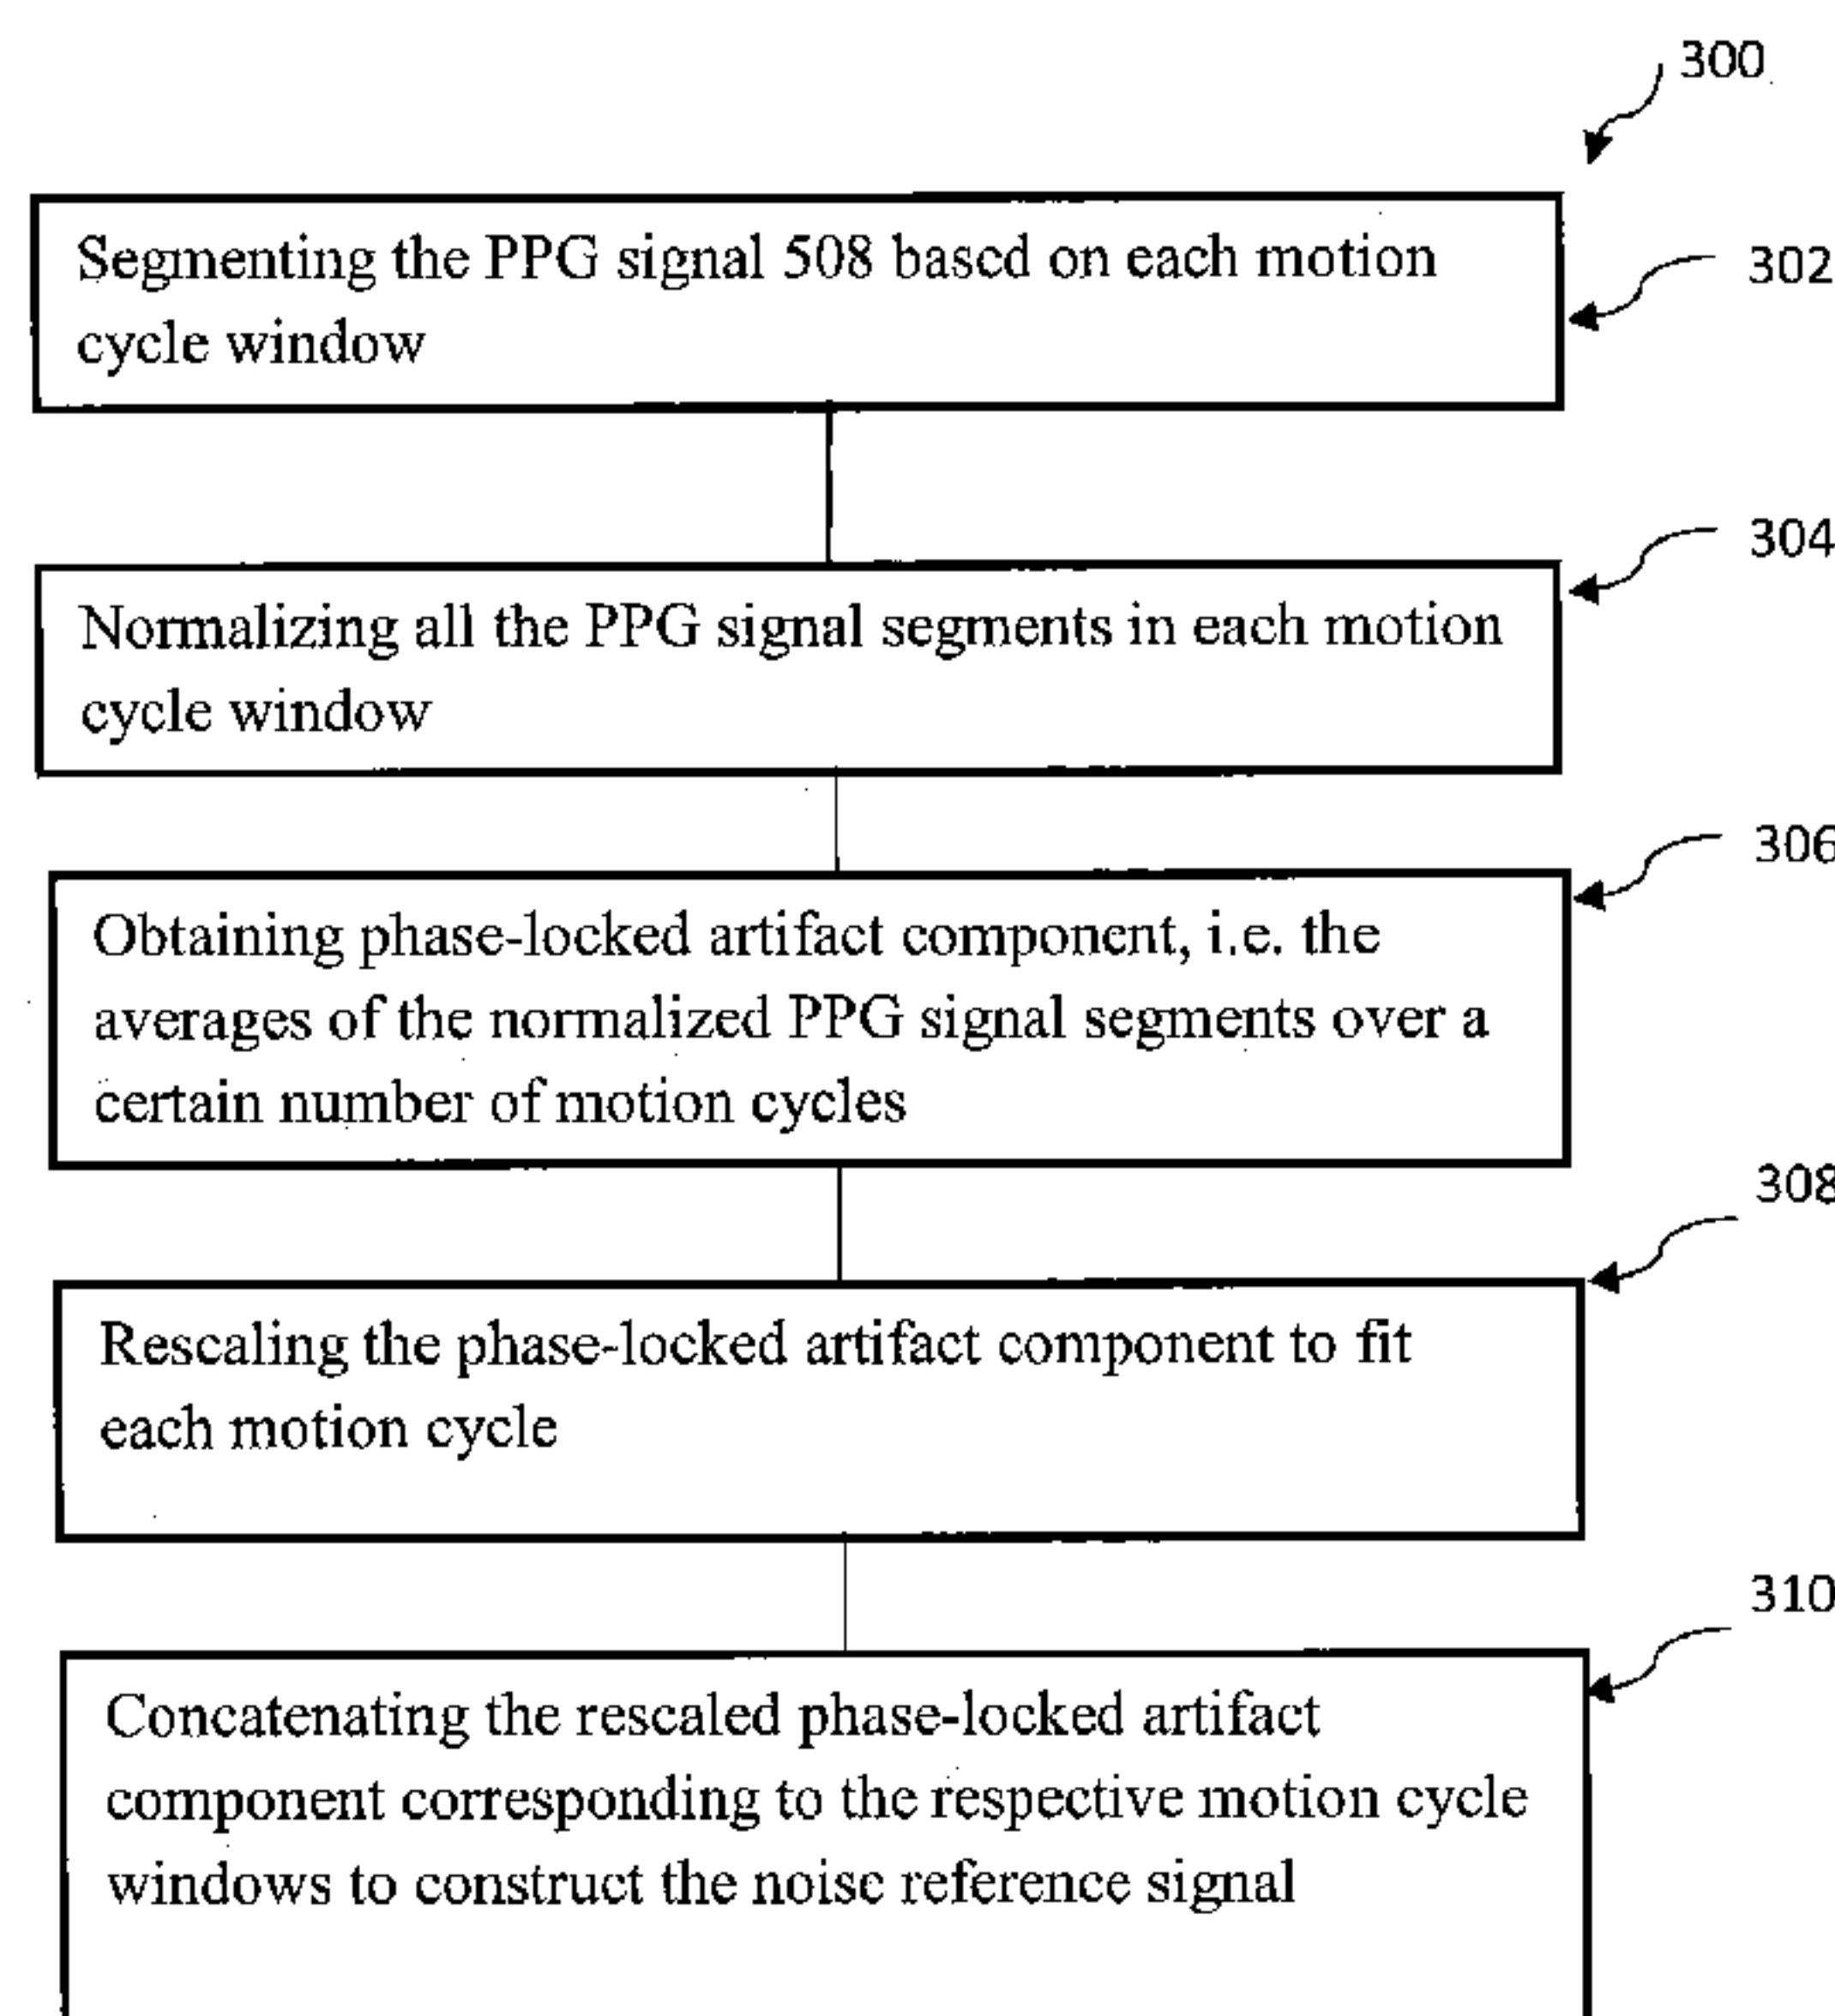 300
Segmenting the PPG signal 508 based on each motion
cycle window
302
304
Normalizing all the PPG signal segments in each motion
cycle window
306
Obtaining phase-locked artifact component, i.e. the
averages of the normalized PPG signal segments over a
certain number of motion cycles
308
Rescaling the phase-locked artifact component to fit
each motion cycle
310
Concatenating the rescaled phase-locked artifact
component corresponding to the respective motion cycle
windows to construct the noise reference signal